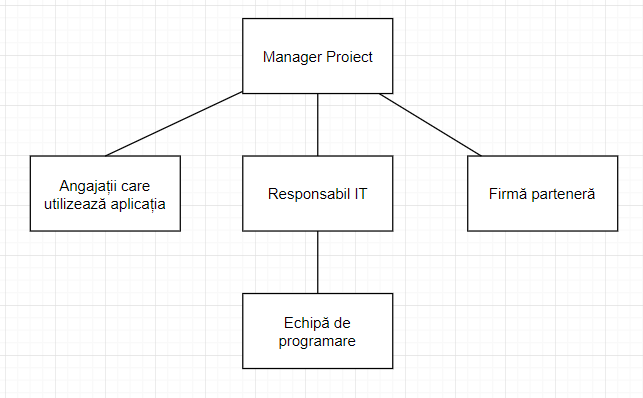 Manager Proiect
Angajații care
utilizează aplicația
Responsabil IT
Firmă parteneră
Echipă de
programare